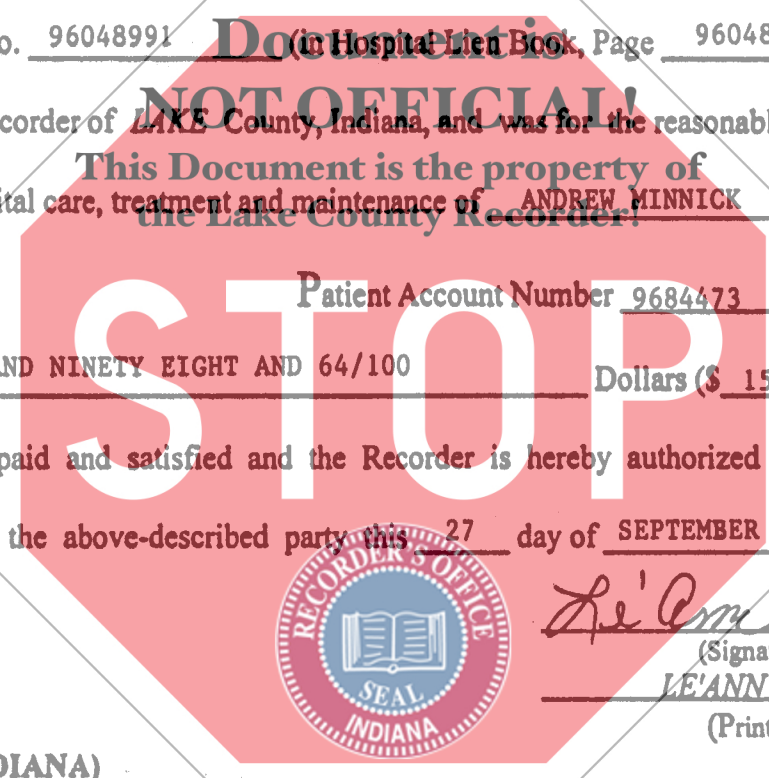 o. 96048991 (in Hospital Lien Book, Page 96048
Document is
NOT OFFICIAL!
corder of LAKE County, Indiana, and was for the reasonabl
This Document is the property of
ital care, treatment and maintenance of ANDREW MINNICK
the Lake County Recorder!
Patient Account Number 9684473
STOP
AND NINETY EIGHT AND 64/100 Dollars ($ 15
paid and satisfied and the Recorder is hereby authorized
the above-described party this 27 day of SEPTEMBER
RECORDER'S OFFICE
SEAL
INDIANA
Le'Ann
(Signa
LE'ANN
(Print
DIANA)